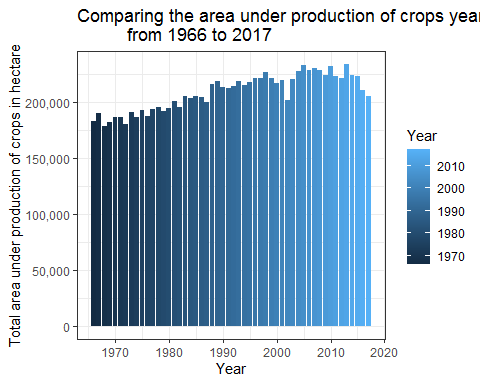 Comparing the area under production of crops year
from 1966 to 2017
Total area under production of crops in hectare
200,000
150,000
100,000
50,000
0
1970 1980 1990 2000 2010 2020
Year
Year
2010
2000
1990
1980
1970